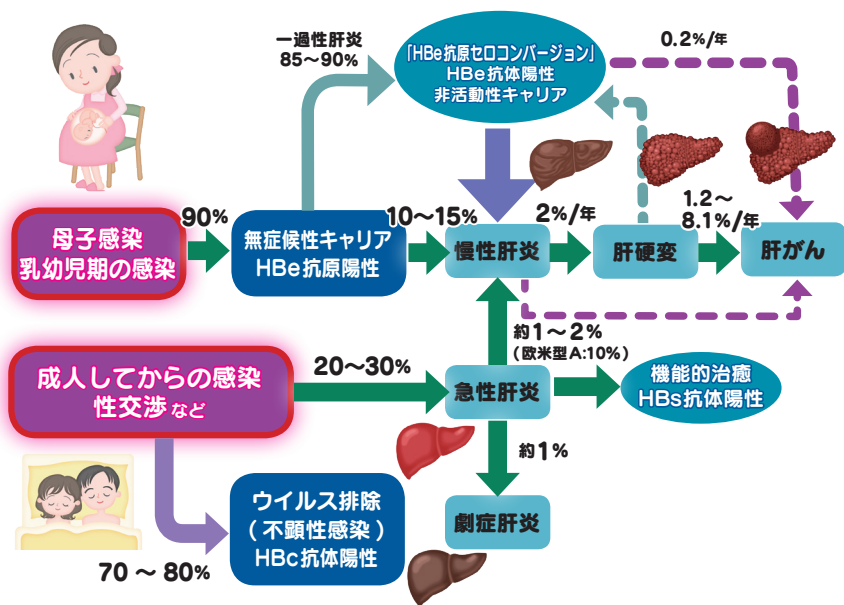 一過性肝炎
85~90%
「HBe抗原セロコンバージョン」
HBe抗体陽性
非活動性キャリア
0.2%/年
母子感染
乳幼児期の感染
90%
無症候性キャリア
HBe抗原陽性
10~15%
慢性肝炎
2%/年
肝硬変
1.2~
8.1%/年
肝がん
約1~2%
(欧米型A:10%)
成人してからの感染
性交渉 など
20~30%
急性肝炎
機能的治癒
HBs抗体陽性
約1%
劇症肝炎
ウイルス排除
(不顕性感染)
HBc抗体陽性
70 ~ 80%